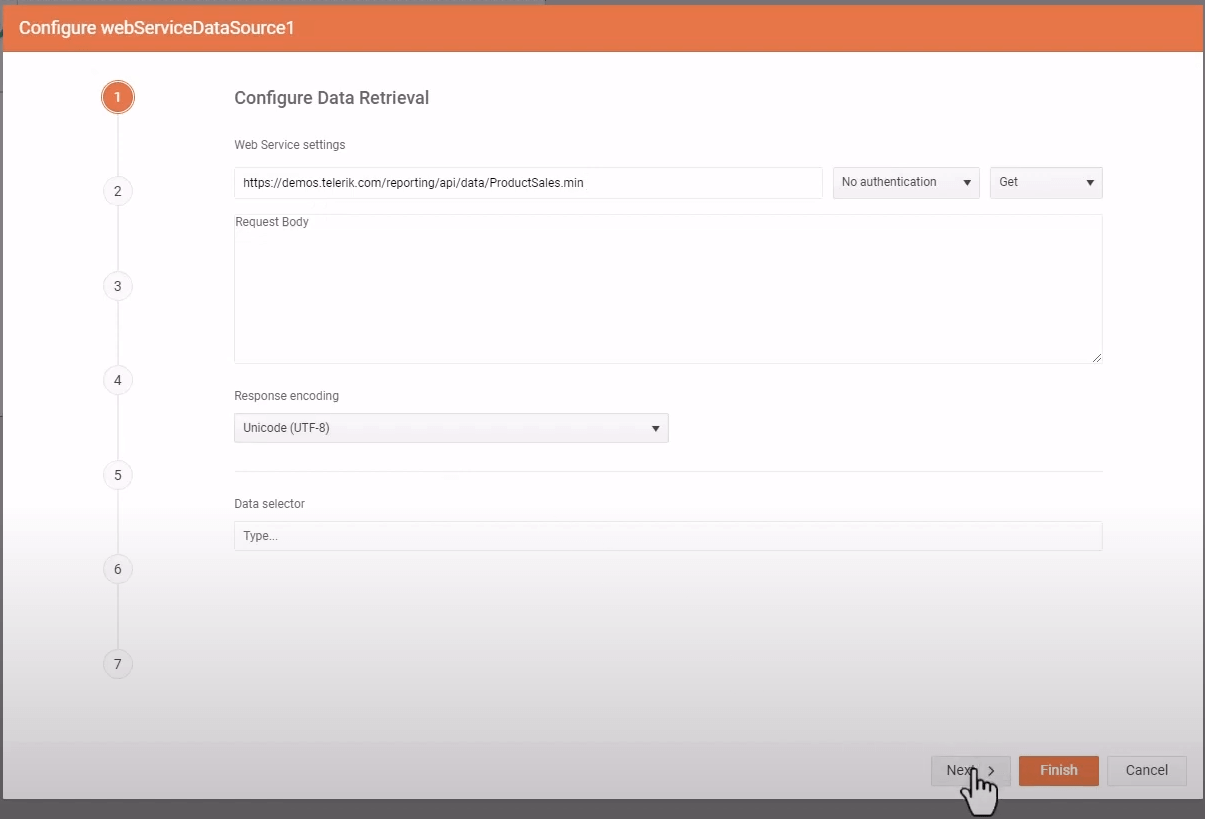 Configure webServiceDataSource1
1
Configure Data Retrieval
Web Service settings
https://demos.telerik.com/reporting/api/data/ProductSales.min
No authentication
Get
2
Request Body
3
4
Response encoding
Unicode (UTF-8)
5
Data selector
Type...
6
7
Next
Finish
Cancel